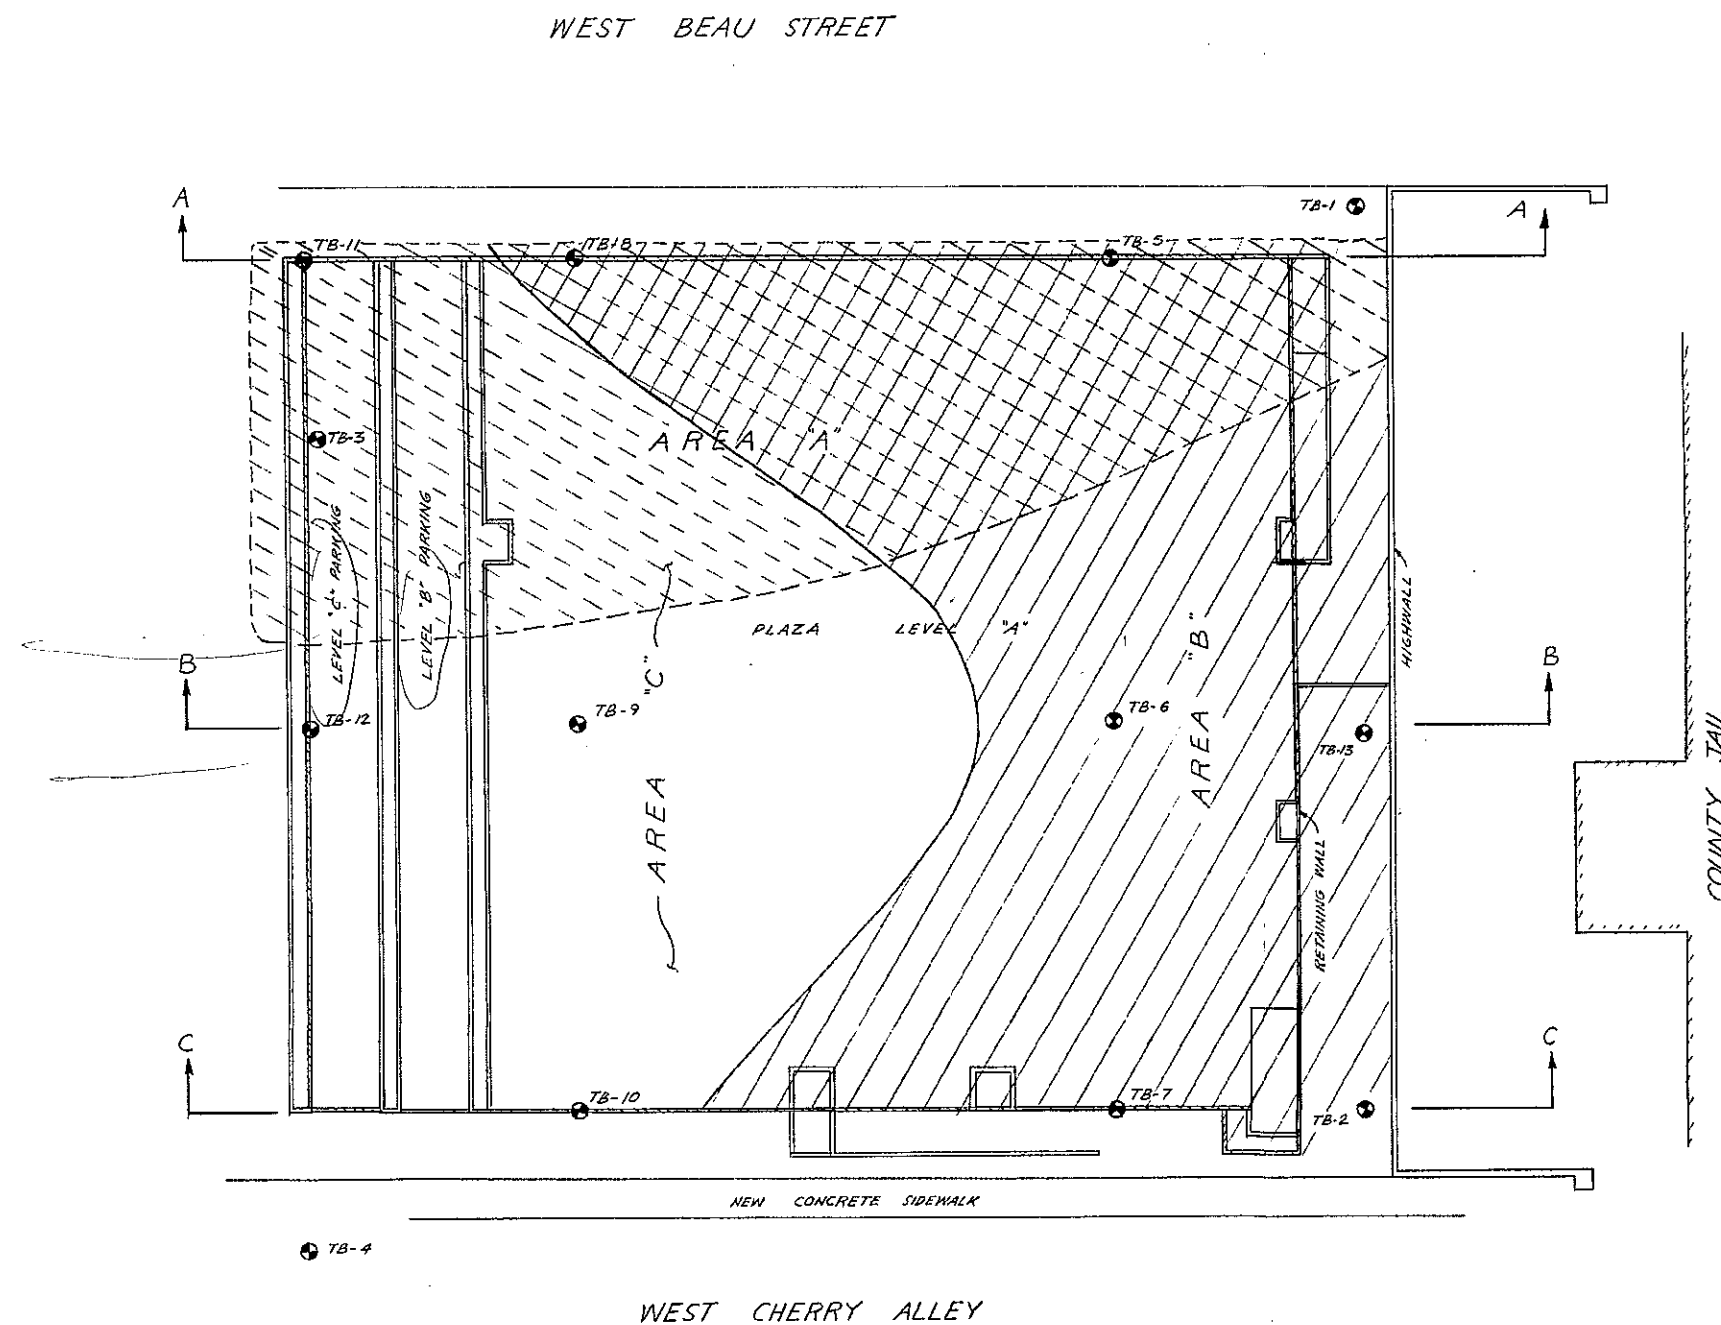 WEST BEAU STREET
A
A
TB-1
TB-11
TB-8
TB-5
TB-3
AREA "A"
LEVEL "C" PARKING
LEVEL "B" PARKING
PLAZA LEVEL "A"
HIGHWALL
B
B
AREA "C"
AREA "B"
TB-12
TB-9
TB-6
TB-13
COUNTY JAIL
RETAINING WALL
C
C
TB-10
TB-7
TB-2
NEW CONCRETE SIDEWALK
TB-4
WEST CHERRY ALLEY